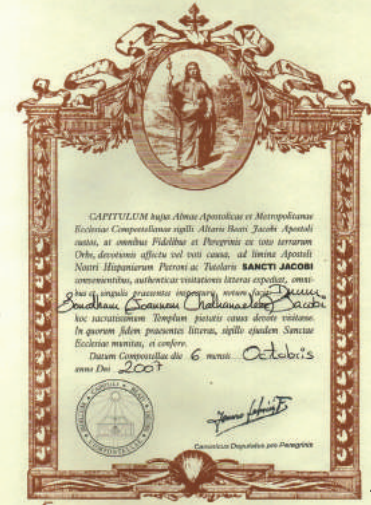 CAPITULUM hujus Almae Apostolicae et Metropolitanae
Ecclesiae Compostellanae sigilli Altaris Beati Jacobi Apostoli
custos, ut omnibus Fidelibus et Peregrinis ex toto terrarum
Orbe, devotionis affectu vel voti causa, ad limina Apostoli
Nostri Hispaniarum Patroni ac Tutelaris SANCTI JACOBI
convenientibus, authenticas visitationis litteras expediat, omni-
bus et singulis praesentes inspecturis, notum facit:
Jacobi
hoc sacratissimum Templum pietatis causa devote visitasse.
In quorum fidem praesentes litteras, sigillo ejusdem Sanctae
Ecclesiae munitas, ei confero.
Datum Compostellae die 6 mensis Octobris
anno Dni 2007
Canonicus Deputatus pro Peregrinis